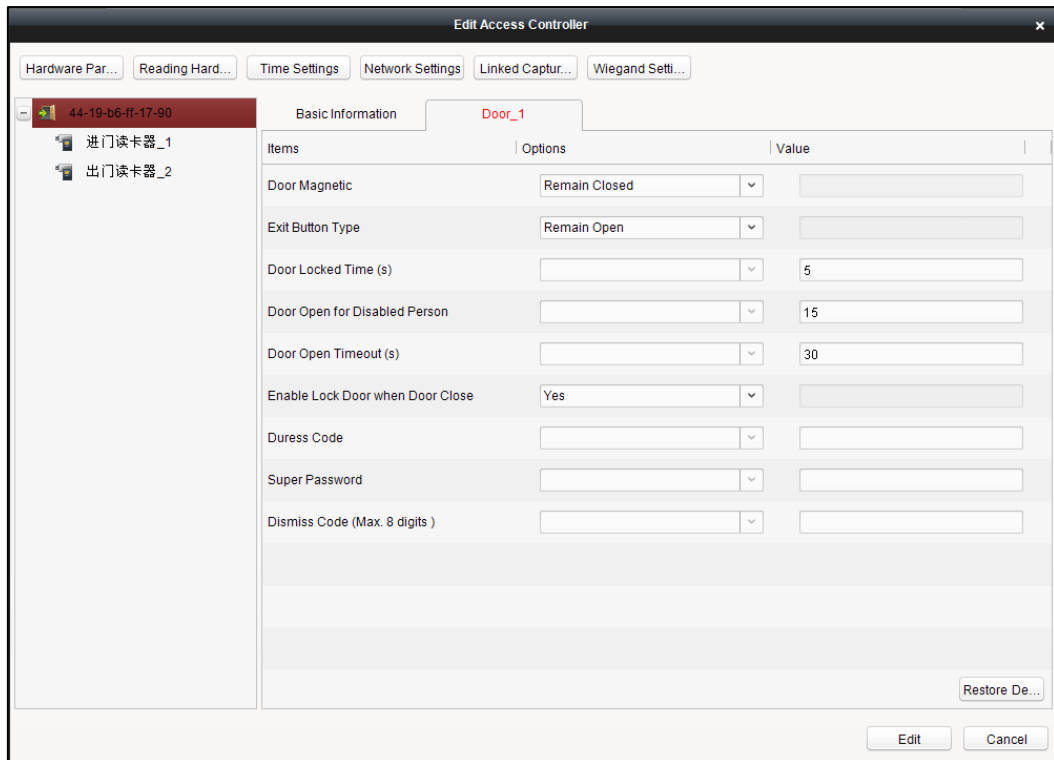 Edit Access Controller
Hardware Par... Reading Hard... Time Settings Network Settings Linked Captur... Wiegand Setti...
44-19-b6-ff-17-90
进门读卡器_1
出门读卡器_2
Basic Information Door_1
Items Options Value
Door Magnetic Remain Closed
Exit Button Type Remain Open
Door Locked Time (s) 5
Door Open for Disabled Person 15
Door Open Timeout (s) 30
Enable Lock Door when Door Close Yes
Duress Code
Super Password
Dismiss Code (Max. 8 digits )
Restore De...
Edit Cancel